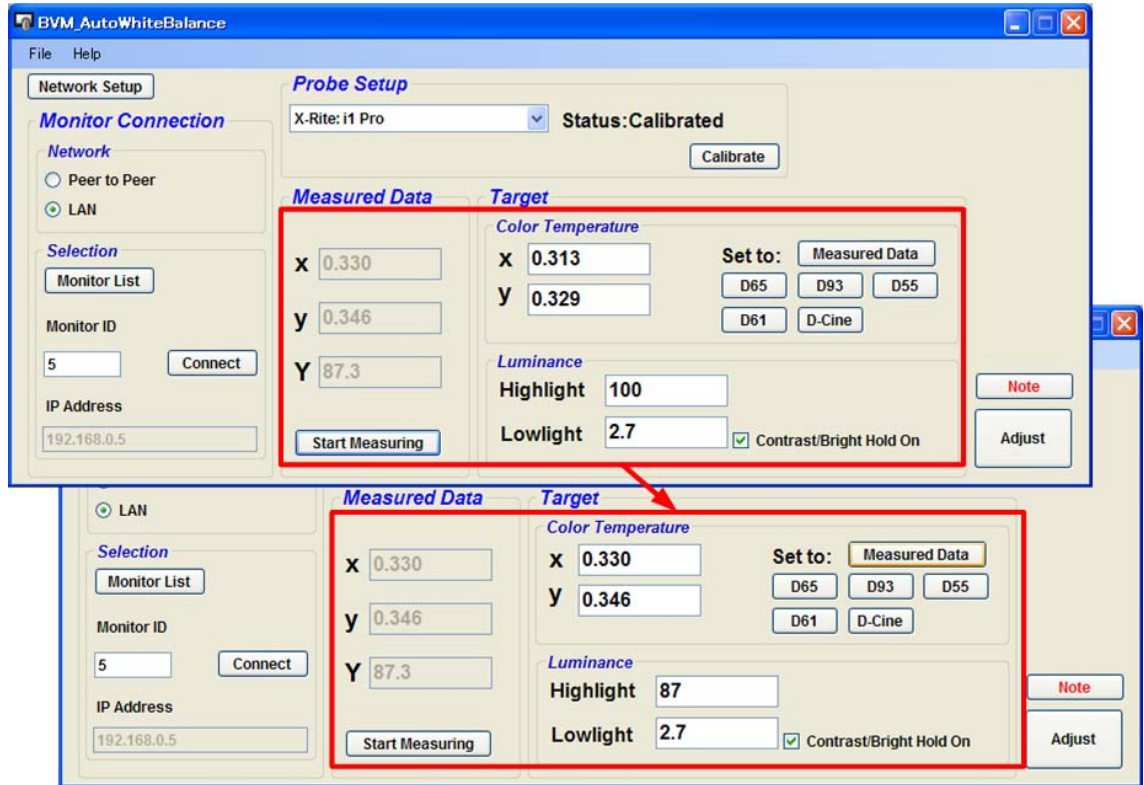 BVM_AutoWhiteBalance
File Help
Network Setup
Probe Setup
X-Rite: i1 Pro
Status:Calibrated
Calibrate
Monitor Connection
Network
Peer to Peer
LAN
Selection
Monitor List
Monitor ID
5
Connect
IP Address
192.168.0.5
Measured Data
x 0.330
y 0.346
Y 87.3
Start Measuring
Target
Color Temperature
x 0.313
y 0.329
Set to: Measured Data
D65 D93 D55
D61 D-Cine
Luminance
Highlight 100
Lowlight 2.7
Contrast/Bright Hold On
Note
Adjust
LAN
Selection
Monitor List
Monitor ID
5
Connect
IP Address
192.168.0.5
Measured Data
x 0.330
y 0.346
Y 87.3
Start Measuring
Target
Color Temperature
x 0.330
y 0.346
Set to: Measured Data
D65 D93 D55
D61 D-Cine
Luminance
Highlight 87
Lowlight 2.7
Contrast/Bright Hold On
Note
Adjust